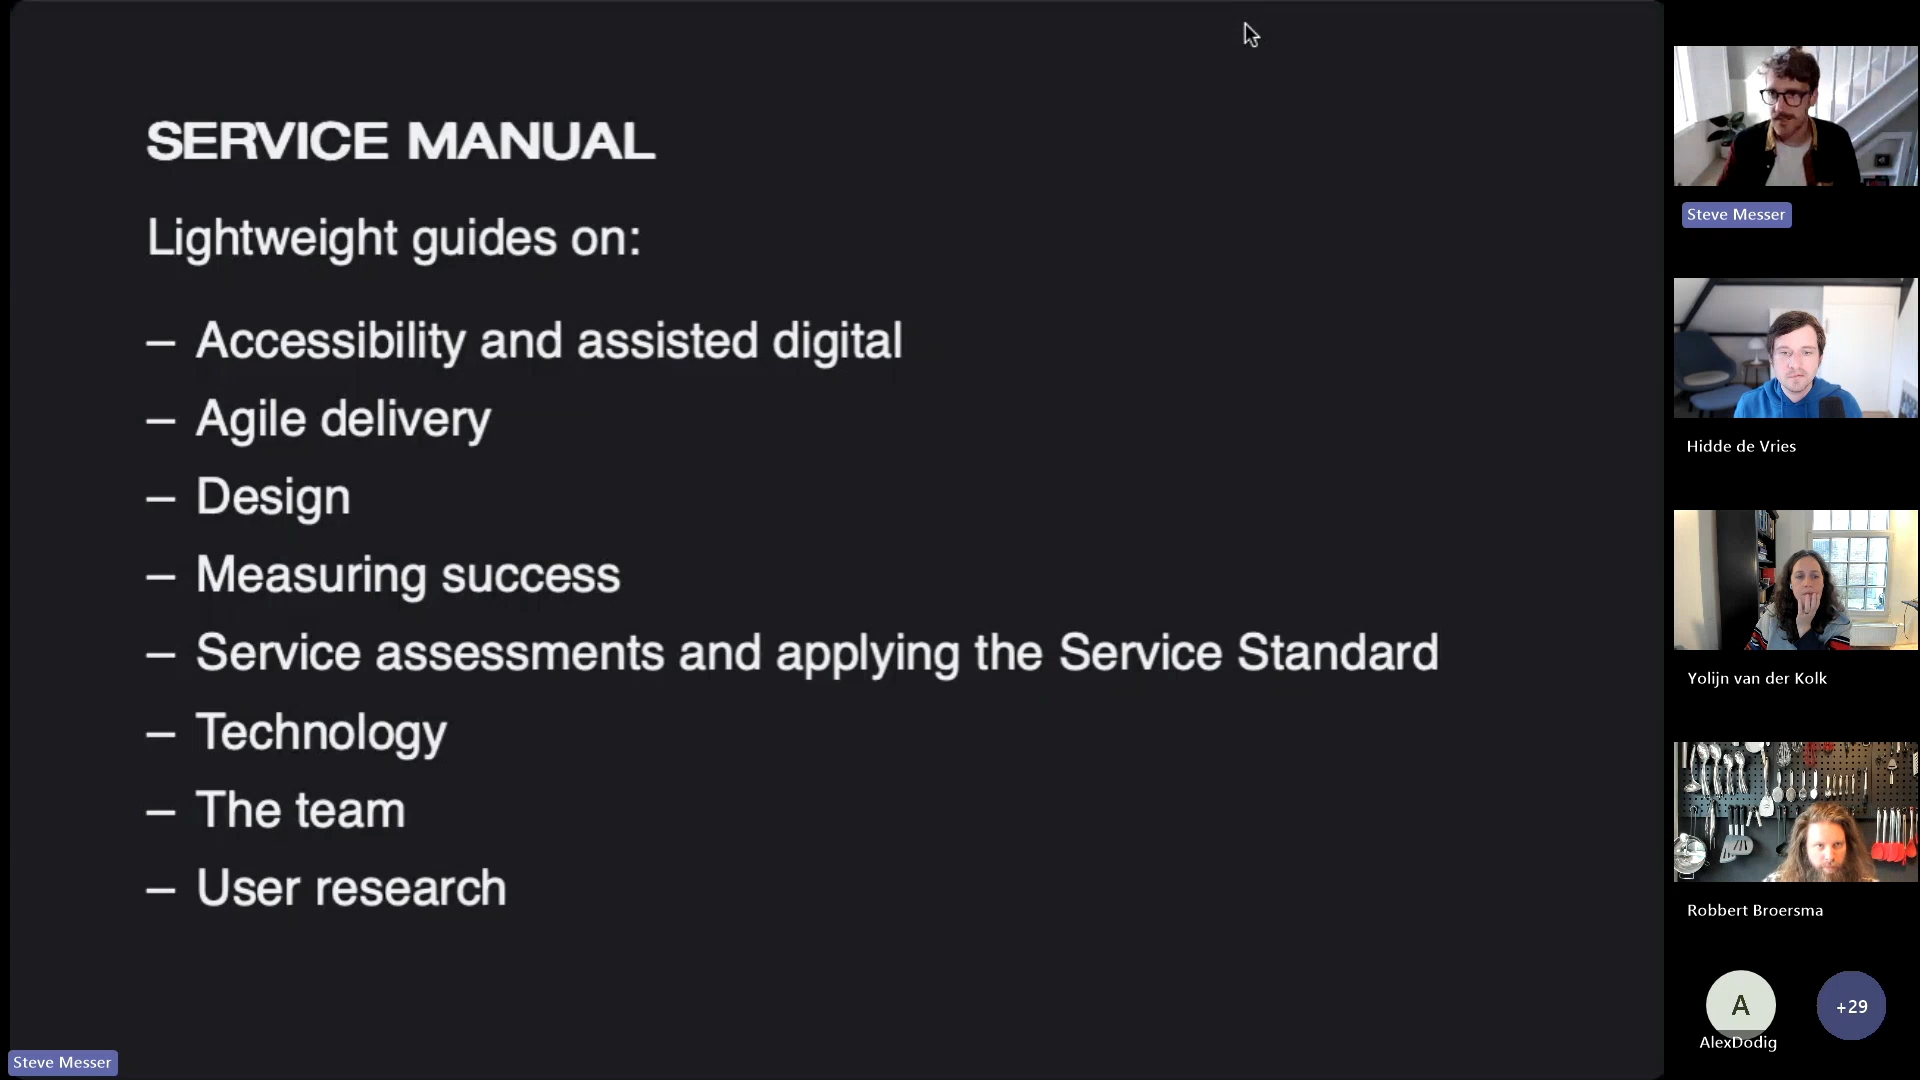 SERVICE MANUAL
Lightweight guides on:
– Accessibility and assisted digital
– Agile delivery
– Design
– Measuring success
– Service assessments and applying the Service Standard
– Technology
– The team
– User research
Steve Messer
Steve Messer
Hidde de Vries
Yolijn van der Kolk
Robbert Broersma
A
AlexDodig
+29